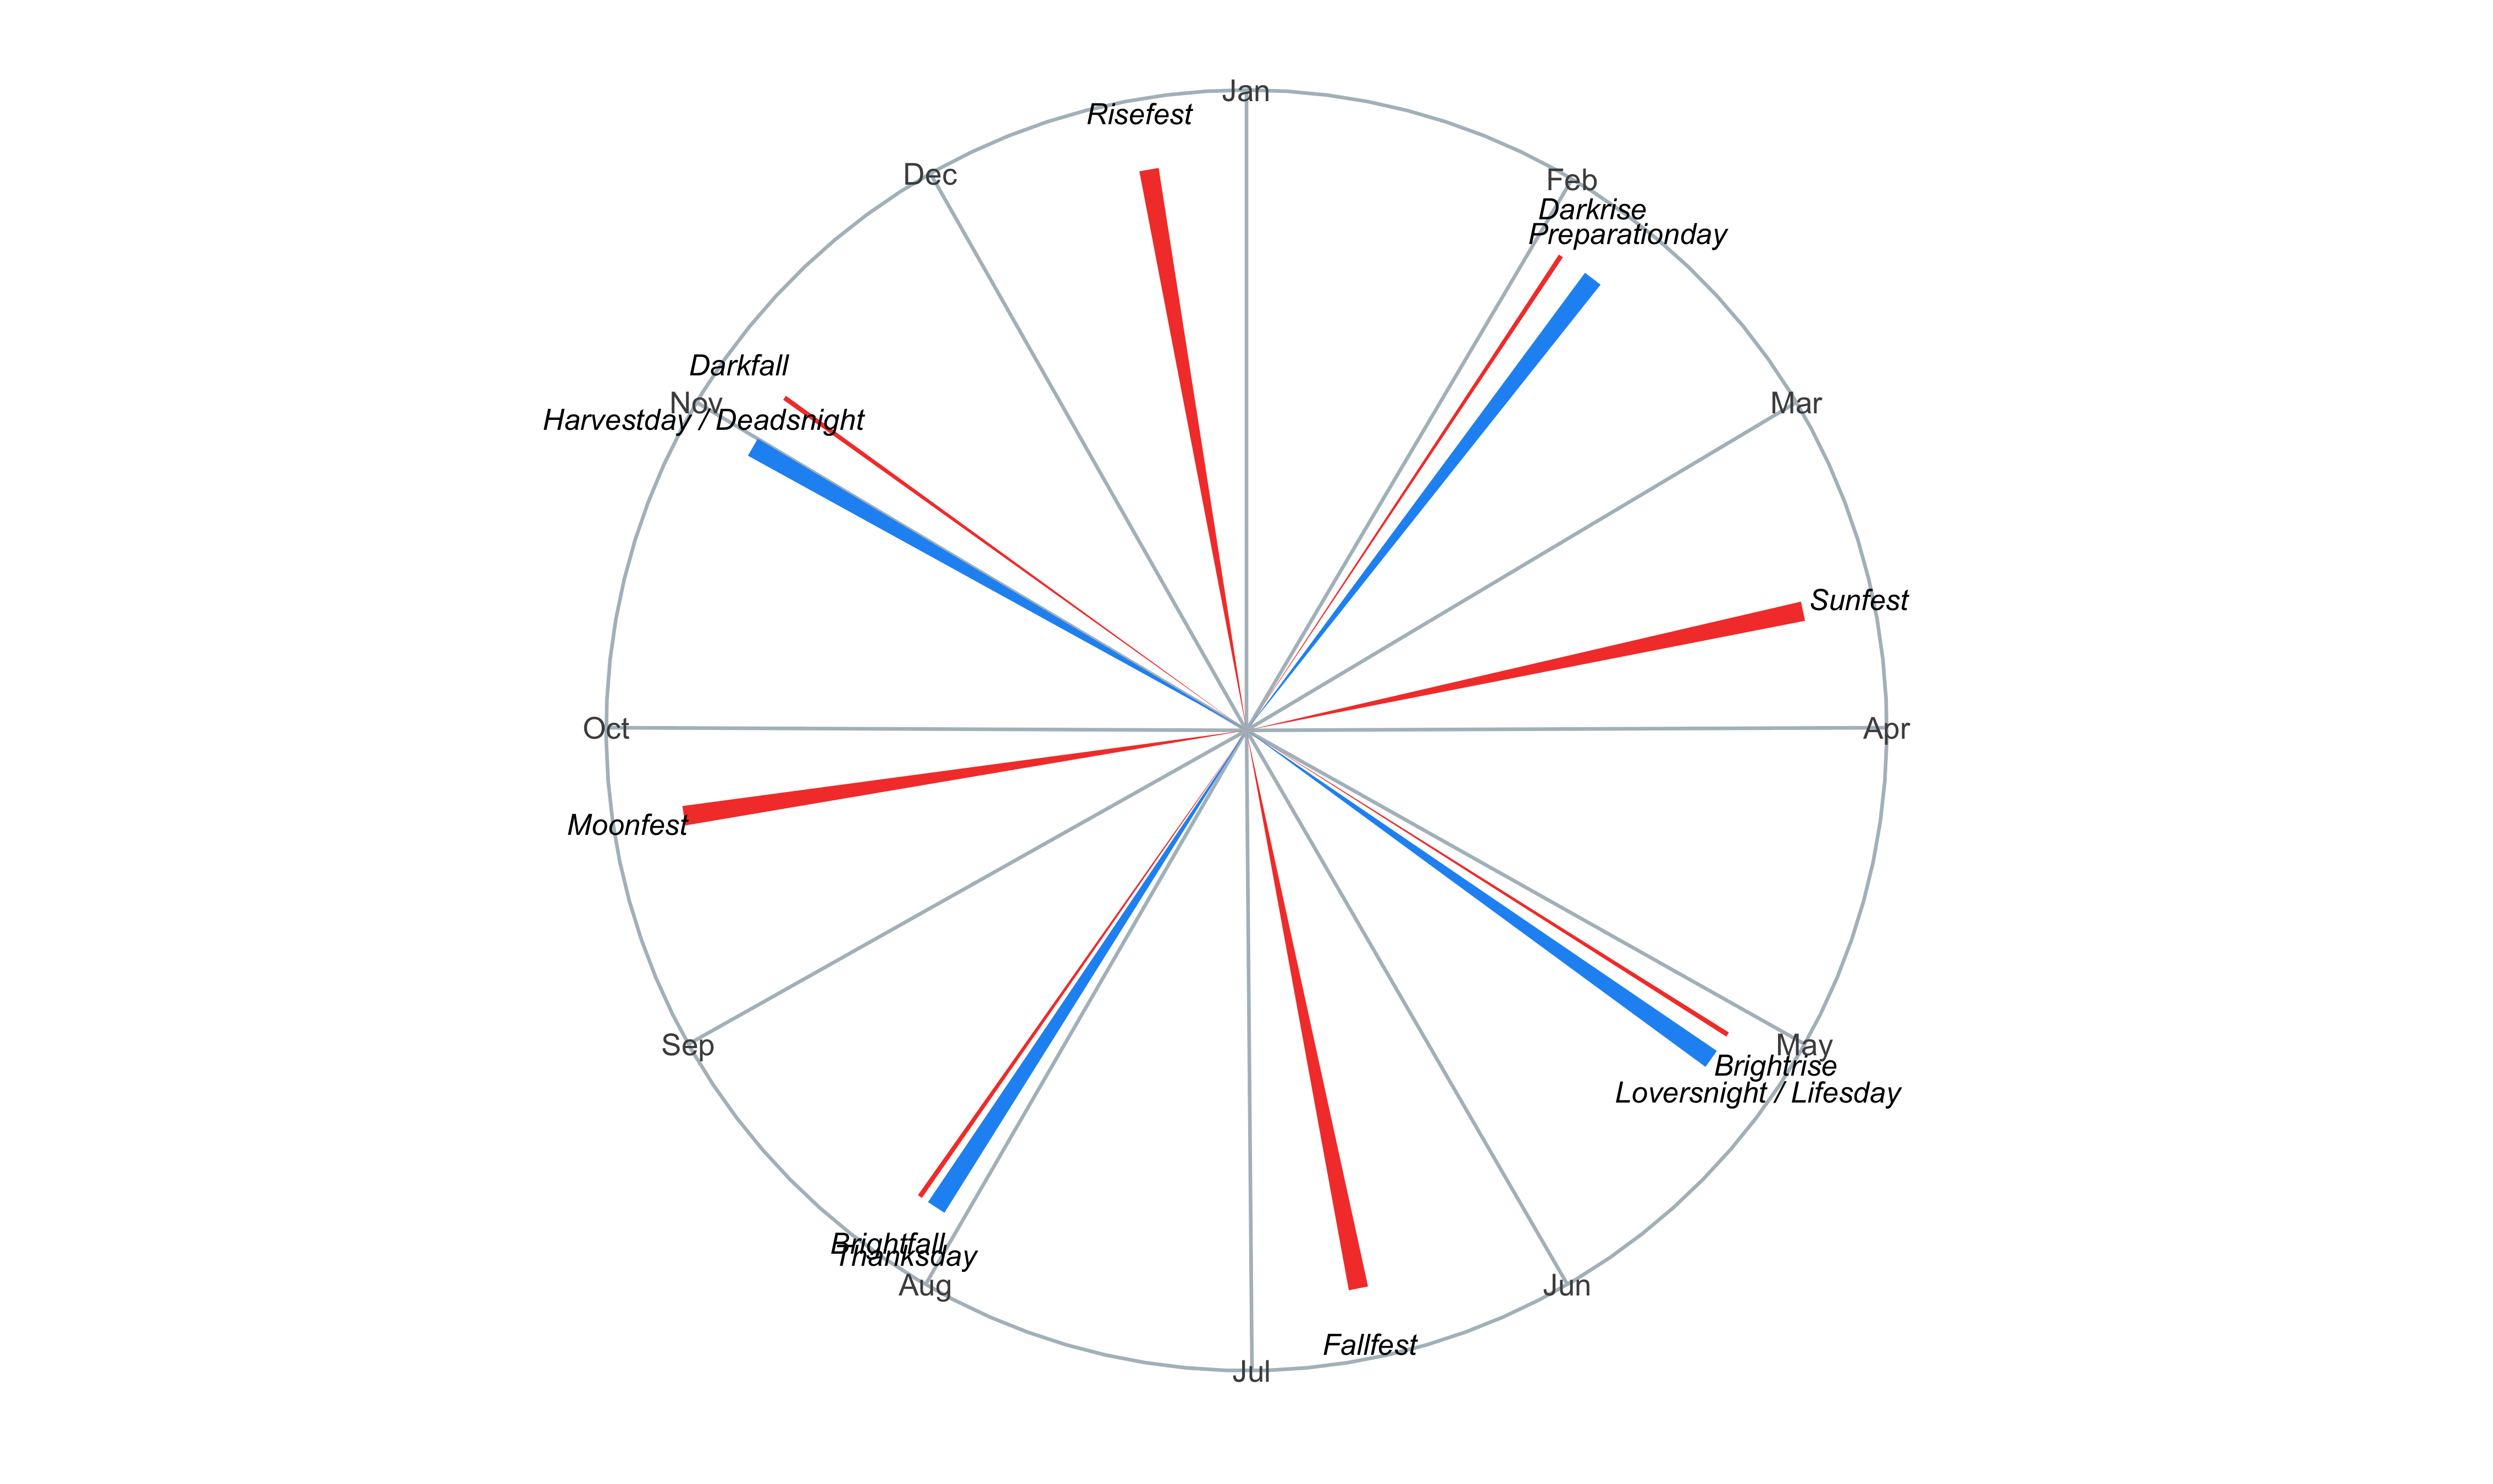 Jan
Risefest
Dec
Feb
Darkrise
Preparationday
Darkfall
Nov
Mar
Harvestday / Deadsnight
Sunfest
Oct
Apr
Moonfest
Sep
May
Brightrise
Loversnight / Lifesday
Brightfall
Thanksday
Aug
Jun
Fallfest
Jul